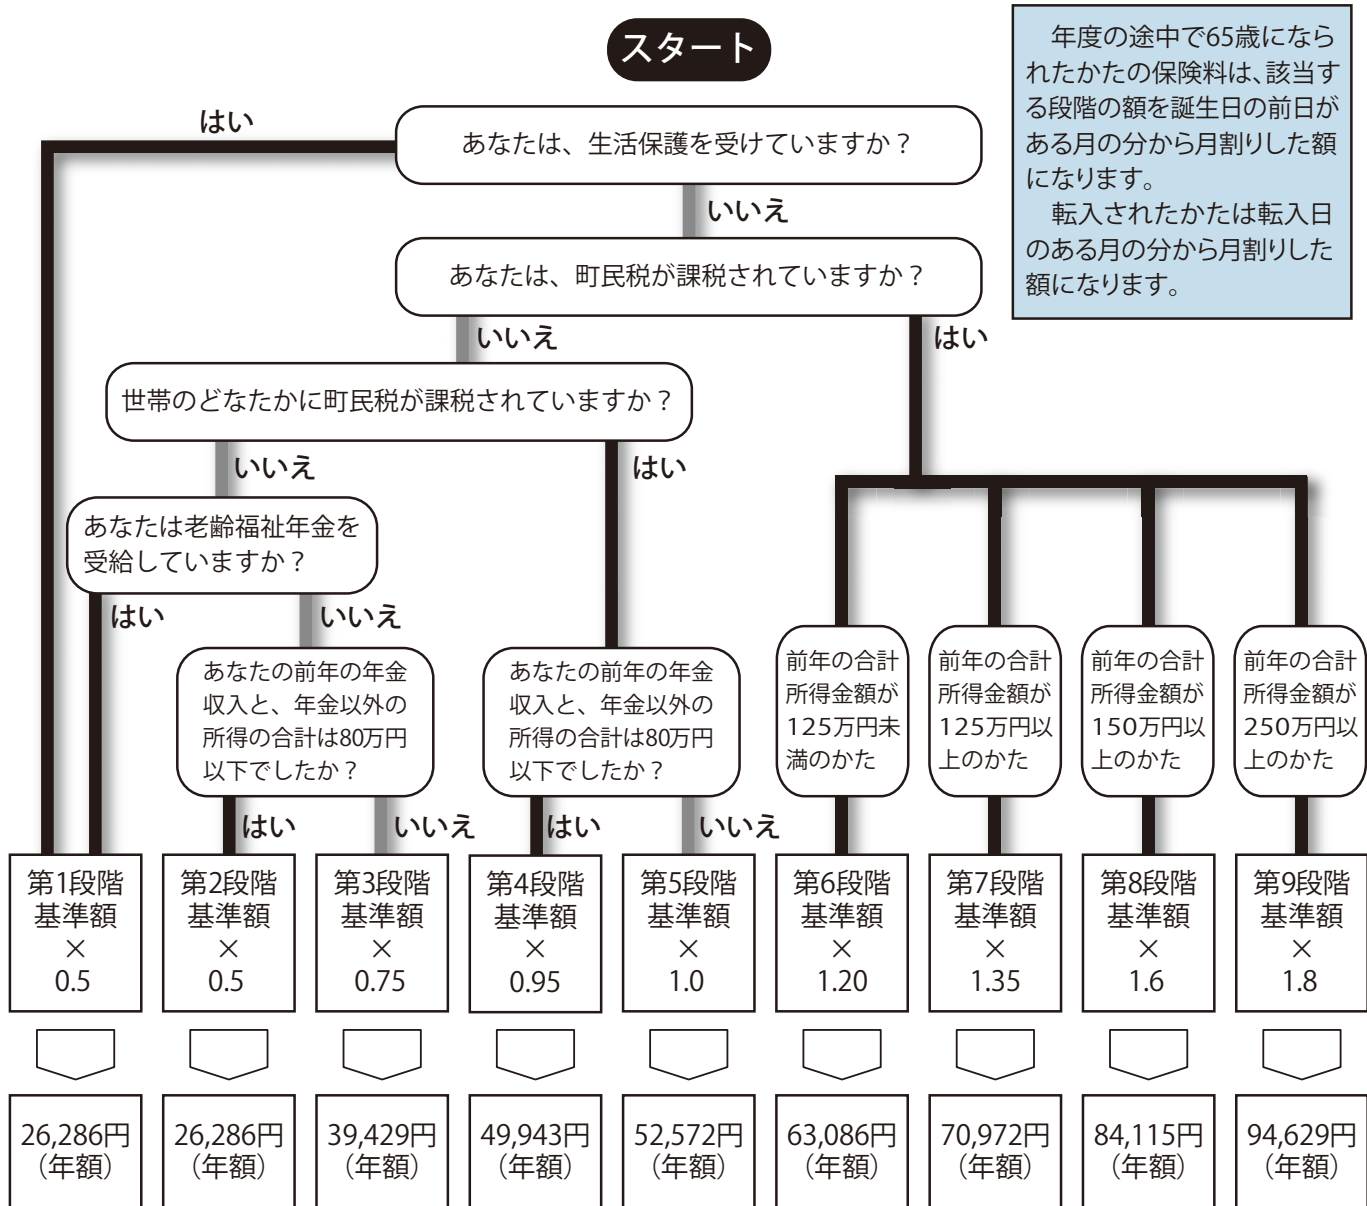 スタート
年度の途中で65歳になら
れたかたの保険料は、該当す
る段階の額を誕生日の前日が
ある月の分から月割りした額
になります。
転入されたかたは転入日
のある月の分から月割りした
額になります。
はい
あなたは、生活保護を受けていますか？
いいえ
あなたは、町民税が課税されていますか？
いいえ
はい
世帯のどなたかに町民税が課税されていますか？
いいえ
はい
あなたは老齢福祉年金を
受給していますか？
はい
いいえ
あなたの前年の年金
収入と、年金以外の
所得の合計は80万円
以下でしたか？
あなたの前年の年金
収入と、年金以外の
所得の合計は80万円
以下でしたか？
前年の合計
所得金額が
125万円未
満のかた
前年の合計
所得金額が
125万円以
上のかた
前年の合計
所得金額が
150万円以
上のかた
前年の合計
所得金額が
250万円以
上のかた
はい
いいえ
はい
いいえ
第1段階
基準額
×
0.5
第2段階
基準額
×
0.5
第3段階
基準額
×
0.75
第4段階
基準額
×
0.95
第5段階
基準額
×
1.0
第6段階
基準額
×
1.20
第7段階
基準額
×
1.35
第8段階
基準額
×
1.6
第9段階
基準額
×
1.8
26,286円
（年額）
26,286円
（年額）
39,429円
（年額）
49,943円
（年額）
52,572円
（年額）
63,086円
（年額）
70,972円
（年額）
84,115円
（年額）
94,629円
（年額）